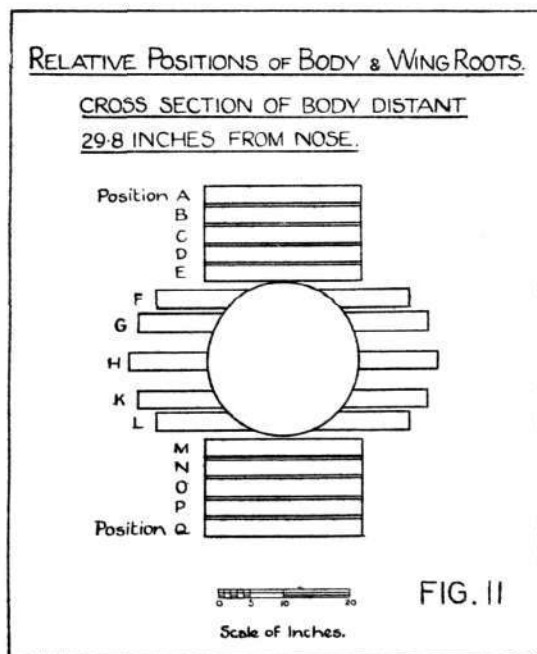 RELATIVE POSITIONS OF BODY & WING ROOTS.
CROSS SECTION OF BODY DISTANT
29·8 INCHES FROM NOSE.
Position A
B
C
D
E
F
G
H
K
L
M
N
O
P
Position Q
0 5 10 20
Scale of Inches.
FIG. 11